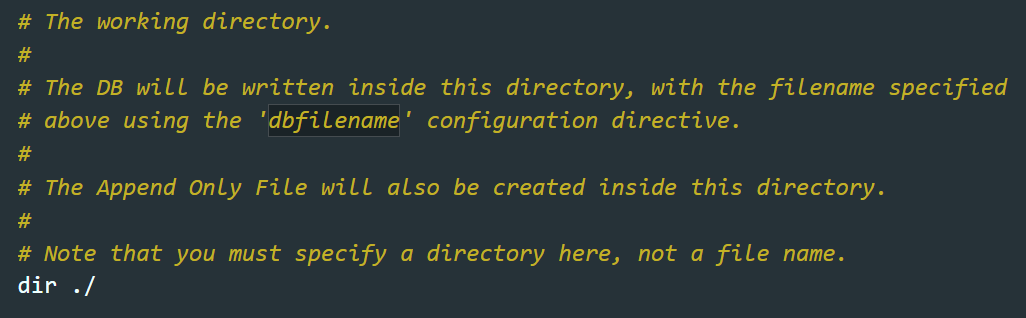 # The working directory.
#
# The DB will be written inside this directory, with the filename specified
# above using the 'dbfilename' configuration directive.
#
# The Append Only File will also be created inside this directory.
#
# Note that you must specify a directory here, not a file name.
dir ./